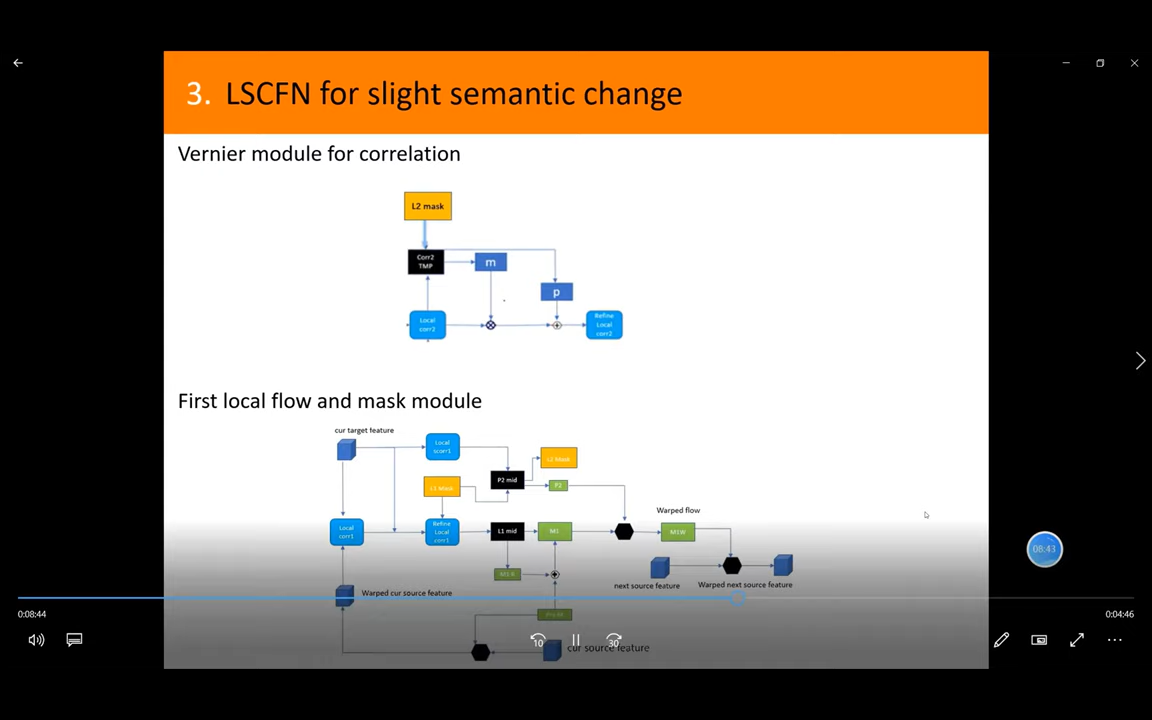 3. LSCFN for slight semantic change
Vernier module for correlation
L2 mask
Corr2
TMP
m
p
Local
corr2
Refine
Local
corr2
First local flow and mask module
cur target feature
Local
scorr1
L2 Mask
P2 mid
P2
L1 Mask
Warped flow
Local
corr1
Refine
Local
corr1
L1 mid
M1
M1W
next source feature
Warped next source feature
Warped cur source feature
cur source feature
08:43
0:08:44
0:04:46
10
30